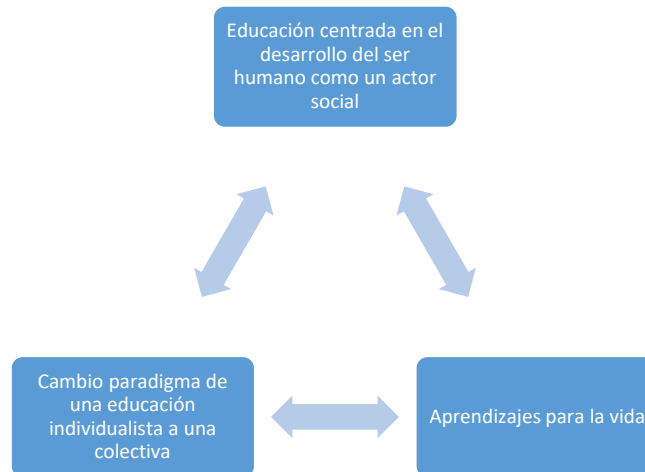 Educación centrada en el
desarrollo del ser
humano como un actor
social
Cambio paradigma de
una educación
individualista a una
colectiva
Aprendizajes para la vida